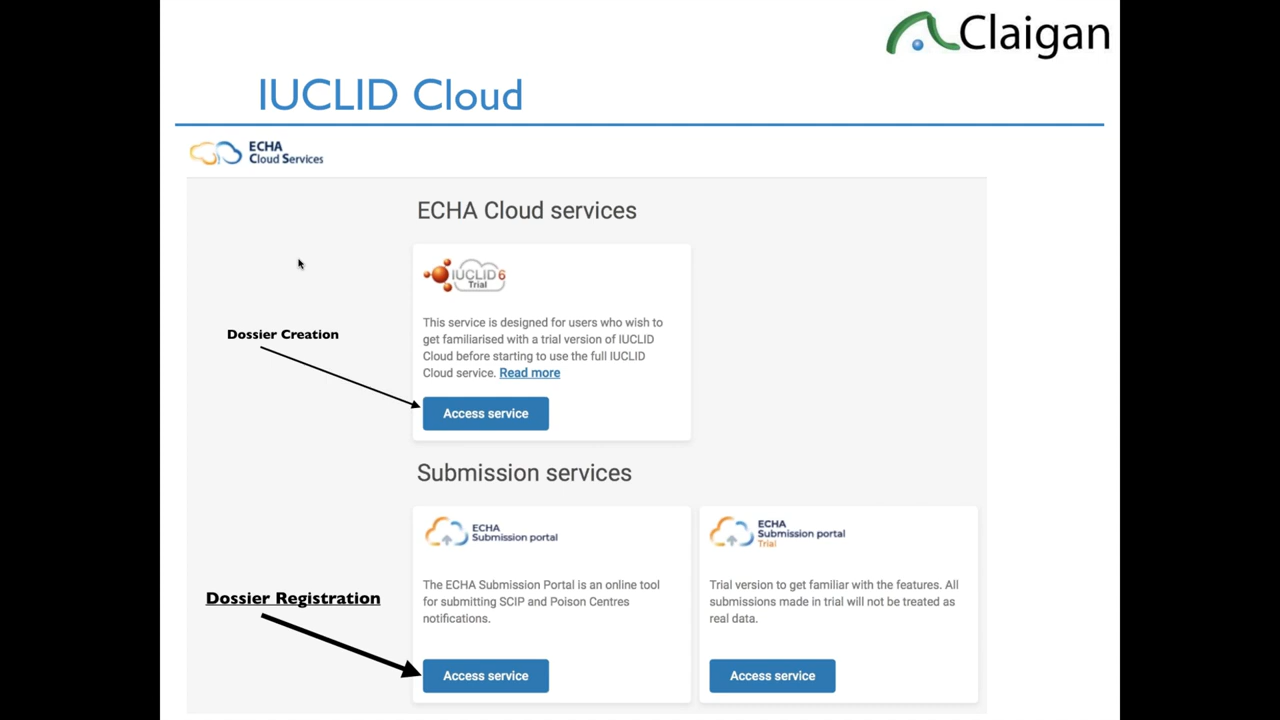 Claigan
IUCLID Cloud
ECHA
Cloud Services
ECHA Cloud services
IUCLID 6
Trial
Dossier Creation
This service is designed for users who wish to
get familiarised with a trial version of IUCLID
Cloud before starting to use the full IUCLID
Cloud service. Read more
Access service
Submission services
ECHA
Submission portal
The ECHA Submission Portal is an online tool
for submitting SCIP and Poison Centres
notifications.
Dossier Registration
Access service
ECHA
Submission portal
Trial
Trial version to get familiar with the features. All
submissions made in trial will not be treated as
real data.
Access service